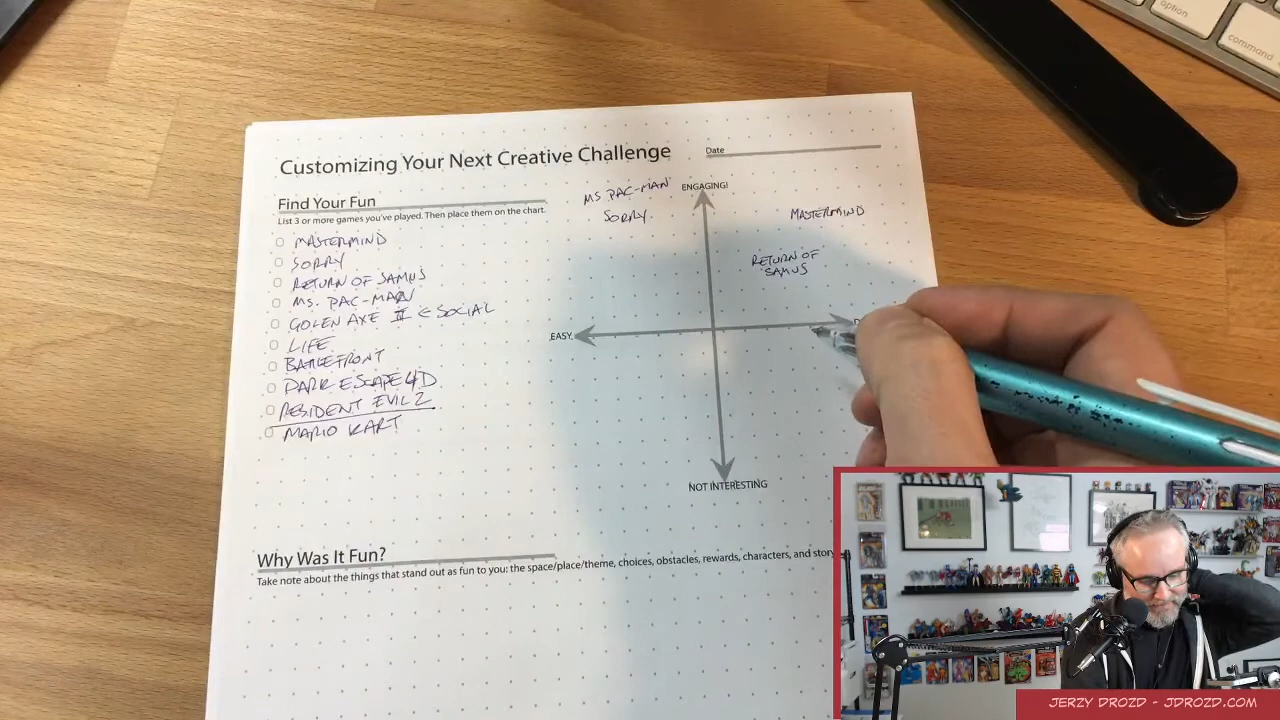 option
command
Customizing Your Next Creative Challenge
Date
Find Your Fun
List 3 or more games you've played. Then place them on the chart.
MASTERMIND
SORRY
RETURN OF SAMUS
MS. PAC-MAN
GOLEN AXE II ← SOCIAL
LIFE
BATTLEFRONT
DARK ESCAPE 4D
RESIDENT EVIL 2
MARIO KART
MS PAC-MAN
SORRY
ENGAGING!
MASTERMIND
RETURN OF
SAMUS
EASY
D
NOT INTERESTING
Why Was It Fun?
Take note about the things that stand out as fun to you: the space/place/theme, choices, obstacles, rewards, characters, and story
JERZY DROZD - JDROZD.COM